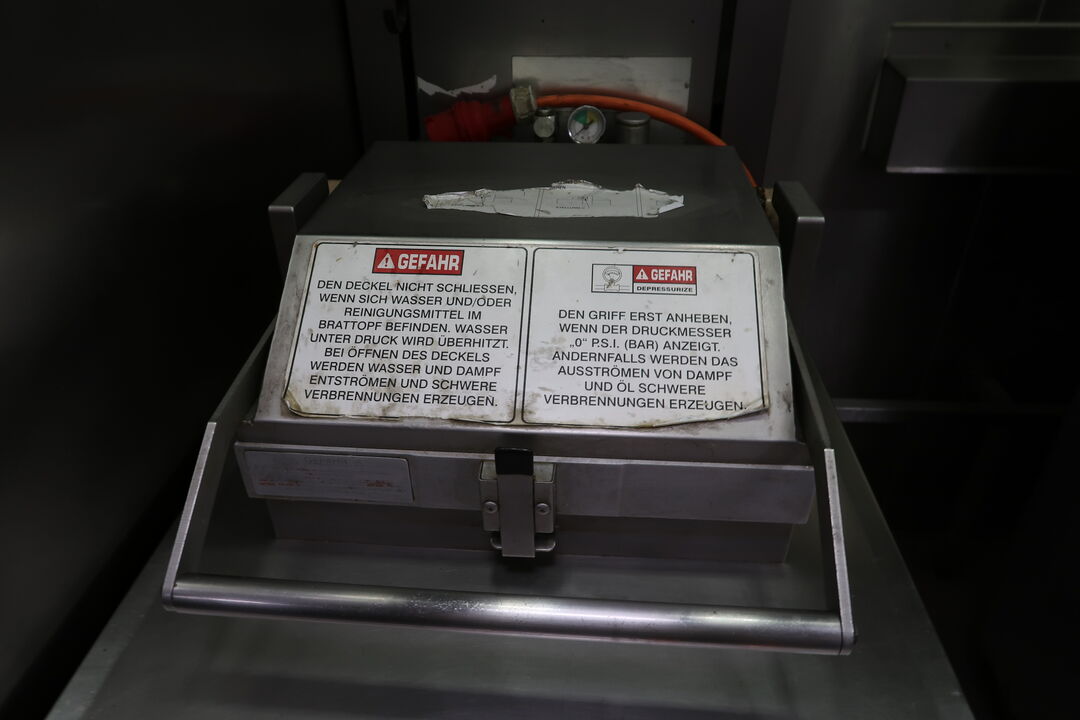 GEFAHR
DEN DECKEL NICHT SCHLIESSEN,
WENN SICH WASSER UND/ODER
REINIGUNGSMITTEL IM
BRATTOPF BEFINDEN. WASSER
UNTER DRUCK WIRD ÜBERHITZT.
BEI ÖFFNEN DES DECKELS
WERDEN WASSER UND DAMPF
ENTSTRÖMEN UND SCHWERE
VERBRENNUNGEN ERZEUGEN.
GEFAHR
DEPRESSURIZE
DEN GRIFF ERST ANHEBEN,
WENN DER DRUCKMESSER
„0" P.S.I. (BAR) ANZEIGT.
ANDERNFALLS WERDEN DAS
AUSSTRÖMEN VON DAMPF
UND ÖL SCHWERE
VERBRENNUNGEN ERZEUGEN.